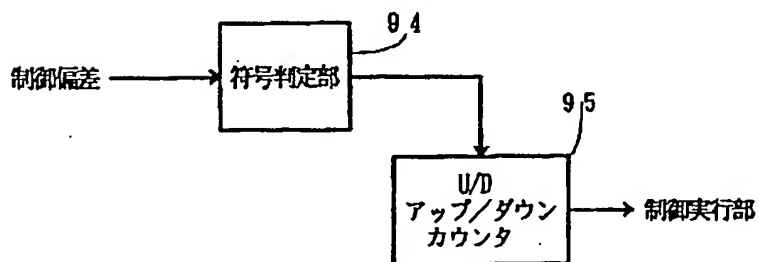 94
制御偏差
符号判定部
95
U/D
アップ/ダウン
カウンタ
制御実行部